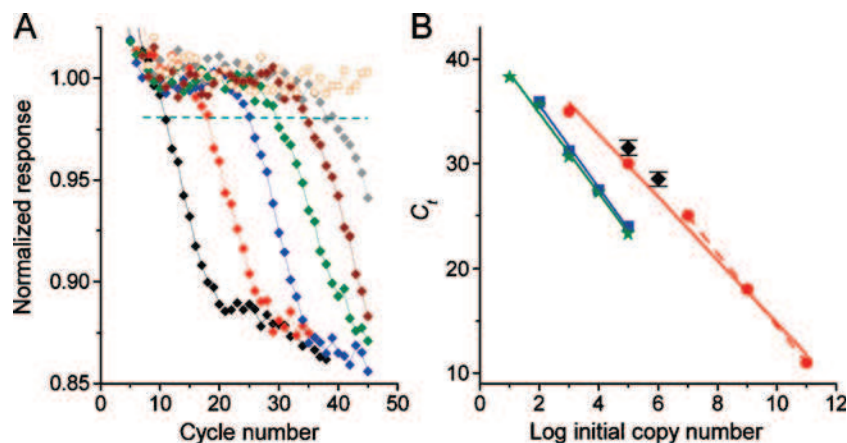 A
Normalized response
1.00
0.95
0.90
0.85
0 10 20 30 40 50
Cycle number
B
Ct
40
30
20
10
0 2 4 6 8 10 12
Log initial copy number